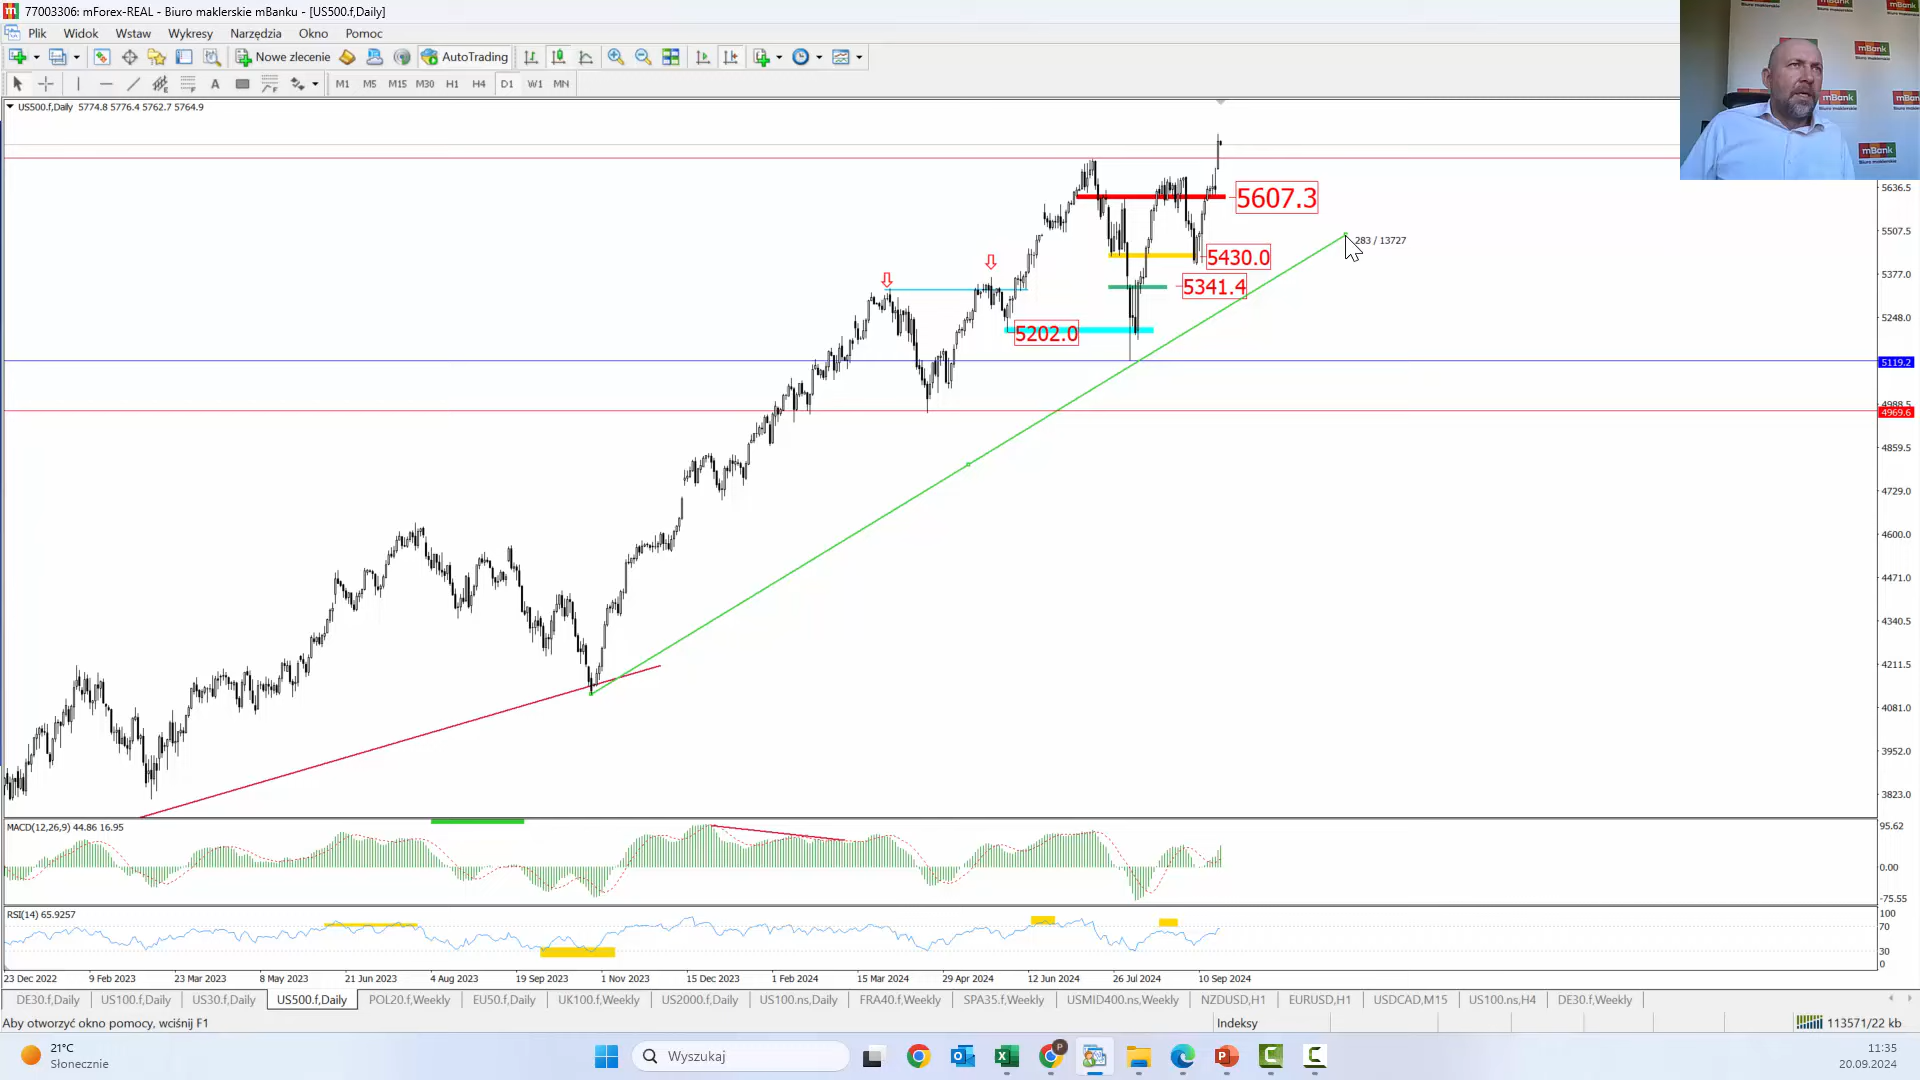 77003306: mForex-REAL - Biuro maklerskie mBanku - [US500.f,Daily]
Plik Widok Wstaw Wykresy Narzędzia Okno Pomoc
Nowe zlecenie AutoTrading
A M1 M5 M15 M30 H1 H4 D1 W1 MN
US500.f,Daily 5774.8 5776.4 5762.7 5764.9
mBank
Biuro maklerskie
mBank
mBank
5607.3
283 / 13727
5430.0
5341.4
5202.0
5636.5
5507.5
5377.0
5248.0
5119.2
4988.5
4969.6
4859.5
4729.0
4600.0
4471.0
4340.5
4211.5
4081.0
3952.0
3823.0
MACD(12,26,9) 44.86 16.95
95.62
0.00
-75.55
RSI(14) 65.9257
100
70
30
0
23 Dec 2022 9 Feb 2023 23 Mar 2023 8 May 2023 21 Jun 2023 4 Aug 2023 19 Sep 2023 1 Nov 2023 15 Dec 2023 1 Feb 2024 15 Mar 2024 29 Apr 2024 12 Jun 2024 26 Jul 2024 10 Sep 2024
DE30.f,Daily US100.f,Daily US30.f,Daily US500.f,Daily POL20.f,Weekly EU50.f,Daily UK100.f,Weekly US2000.f,Daily US100.ns,Daily FRA40.f,Weekly SPA35.f,Weekly USMID400.ns,Weekly NZDUSD,H1 EURUSD,H1 USDCAD,M15 US100.ns,H4 DE30.f,Weekly
Aby otworzyć okno pomocy, wciśnij F1 Indeksy 113571/22 kb
21°C
Słonecznie
Wyszukaj
11:35
20.09.2024